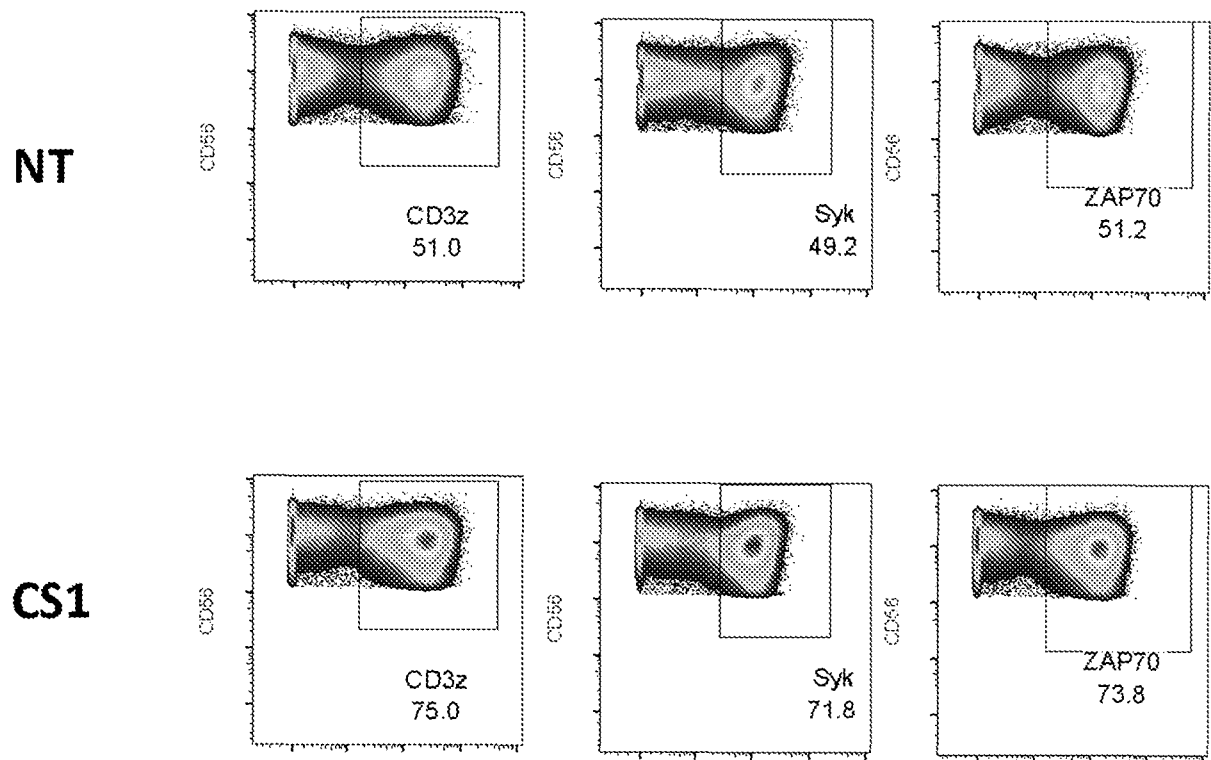 NT
CD56
CD3z
51.0
CD56
Syk
49.2
CD56
ZAP70
51.2
CS1
CD56
CD3z
75.0
CD56
Syk
71.8
CD56
ZAP70
73.8